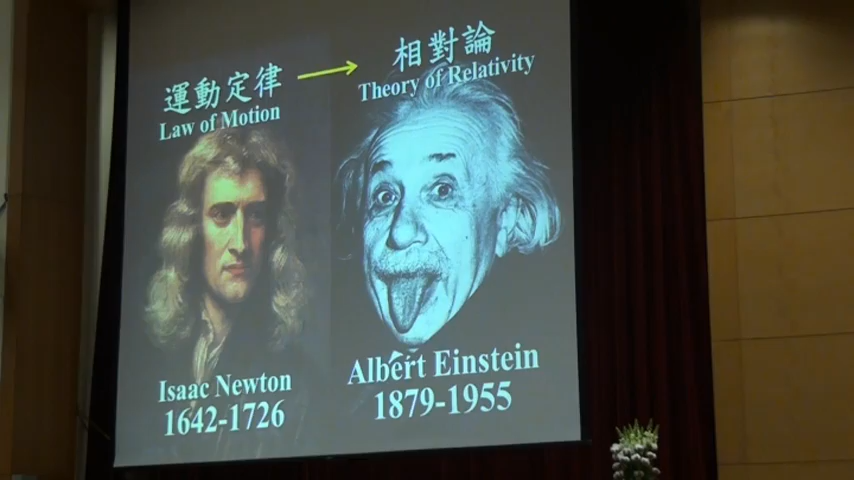 運動定律
Law of Motion
相對論
Theory of Relativity
Isaac Newton
1642-1726
Albert Einstein
1879-1955